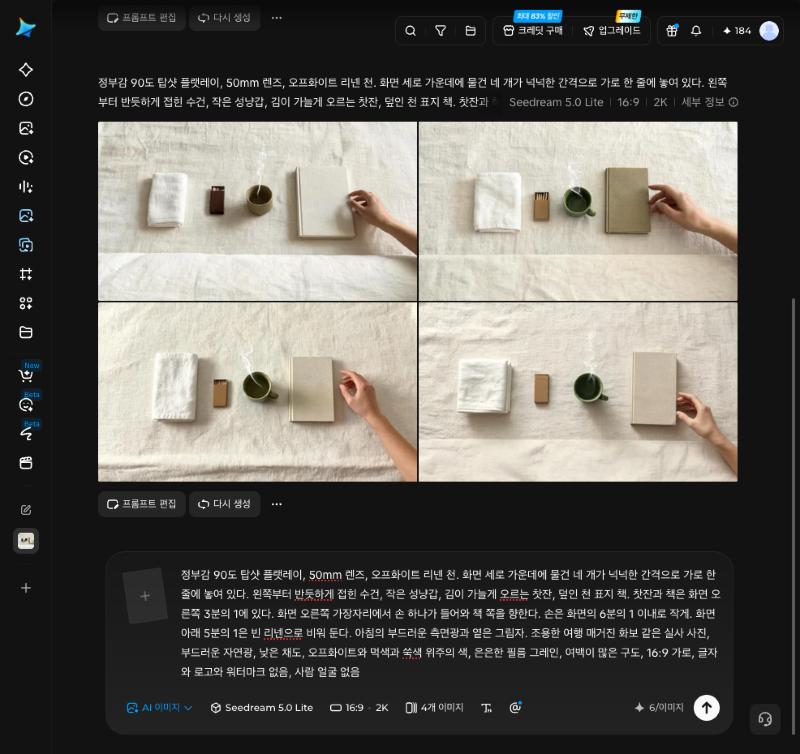 프롬프트 편집
다시 생성
최대 83% 할인
무제한
크레딧 구매
업그레이드
184
정부감 90도 탑샷 플랫레이, 50mm 렌즈, 오프화이트 리넨 천. 화면 세로 가운데에 물건 네 개가 넉넉한 간격으로 가로 한 줄에 놓여 있다. 왼쪽
부터 반듯하게 접힌 수건, 작은 성냥갑, 김이 가늘게 오르는 찻잔, 덮인 천 표지 책. 찻잔과
Seedream 5.0 Lite
16:9
2K
세부 정보
New
Beta
Beta
프롬프트 편집
다시 생성
정부감 90도 탑샷 플랫레이, 50mm 렌즈, 오프화이트 리넨 천. 화면 세로 가운데에 물건 네 개가 넉넉한 간격으로 가로 한
줄에 놓여 있다. 왼쪽부터 반듯하게 접힌 수건, 작은 성냥갑, 김이 가늘게 오르는 찻잔, 덮인 천 표지 책. 찻잔과 책은 화면 오
른쪽 3분의 1에 있다. 화면 오른쪽 가장자리에서 손 하나가 들어와 책 쪽을 향한다. 손은 화면의 6분의 1 이내로 작게. 화면
아래 5분의 1은 빈 리넨으로 비워 둔다. 아침의 부드러운 측면광과 옅은 그림자. 조용한 여행 매거진 화보 같은 실사 사진,
부드러운 자연광, 낮은 채도, 오프화이트와 먹색과 쑥색 위주의 색, 은은한 필름 그레인, 여백이 많은 구도, 16:9 가로, 글자
와 로고와 워터마크 없음, 사람 얼굴 없음
AI 이미지
Seedream 5.0 Lite
16:9 · 2K
4개 이미지
6/이미지